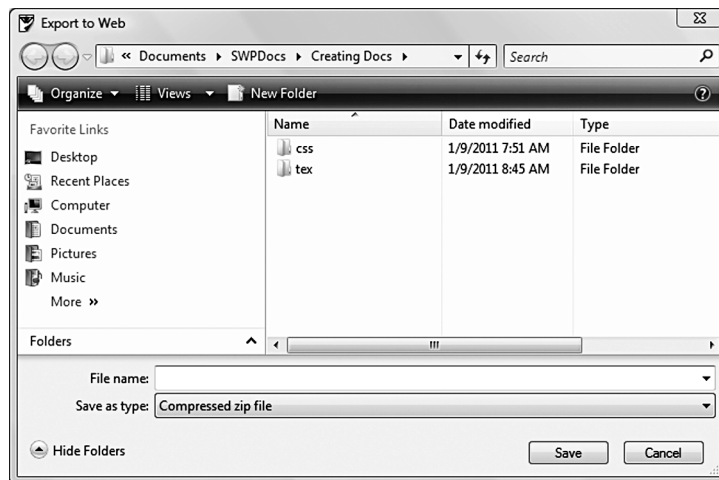 Export to Web
« Documents ▸ SWPDocs ▸ Creating Docs ▸ Search
Organize ▾ Views ▾ New Folder
Favorite Links
Desktop
Recent Places
Computer
Documents
Pictures
Music
More »
Folders
Name Date modified Type
css 1/9/2011 7:51 AM File Folder
tex 1/9/2011 8:45 AM File Folder
File name:
Save as type: Compressed zip file
Hide Folders Save Cancel